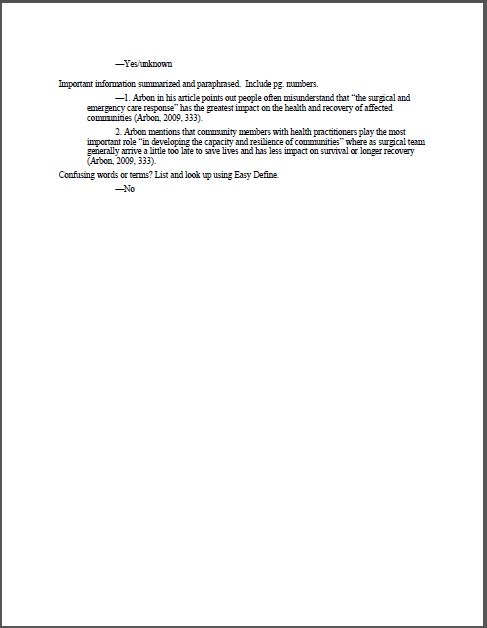 —Yes/unknown
Important information summarized and paraphrased. Include pg. numbers.
—1. Arbon in his article points out people often misunderstand that “the surgical and
emergency care response” has the greatest impact on the health and recovery of affected
communities (Arbon, 2009, 333).
2. Arbon mentions that community members with health practitioners play the most
important role “in developing the capacity and resilience of communities” where as surgical team
generally arrive a little too late to save lives and has less impact on survival or longer recovery
(Arbon, 2009, 333).
Confusing words or terms? List and look up using Easy Define.
—No